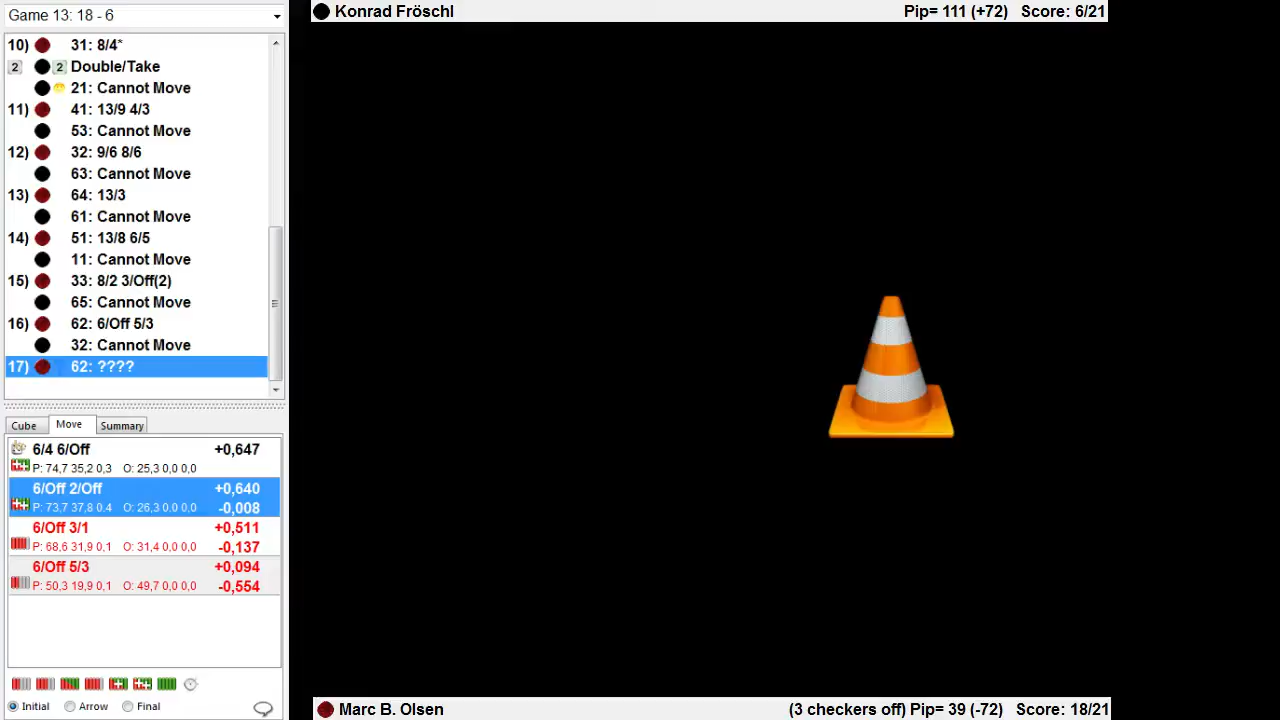 Game 13: 18 - 6
Konrad Fröschl Pip= 111 (+72) Score: 6/21
10) 31: 8/4*
2 2 Double/Take
21: Cannot Move
11) 41: 13/9 4/3
53: Cannot Move
12) 32: 9/6 8/6
63: Cannot Move
13) 64: 13/3
61: Cannot Move
14) 51: 13/8 6/5
11: Cannot Move
15) 33: 8/2 3/Off(2)
65: Cannot Move
16) 62: 6/Off 5/3
32: Cannot Move
17) 62: ????
Cube Move Summary
6/4 6/Off +0,647
P: 74,7 35,2 0,3 O: 25,3 0,0 0,0
6/Off 2/Off +0,640
P: 73,7 37,8 0,4 O: 26,3 0,0 0,0 -0,008
6/Off 3/1 +0,511
P: 68,6 31,9 0,1 O: 31,4 0,0 0,0 -0,137
6/Off 5/3 +0,094
P: 50,3 19,9 0,1 O: 49,7 0,0 0,0 -0,554
Initial Arrow Final
Marc B. Olsen (3 checkers off) Pip= 39 (-72) Score: 18/21